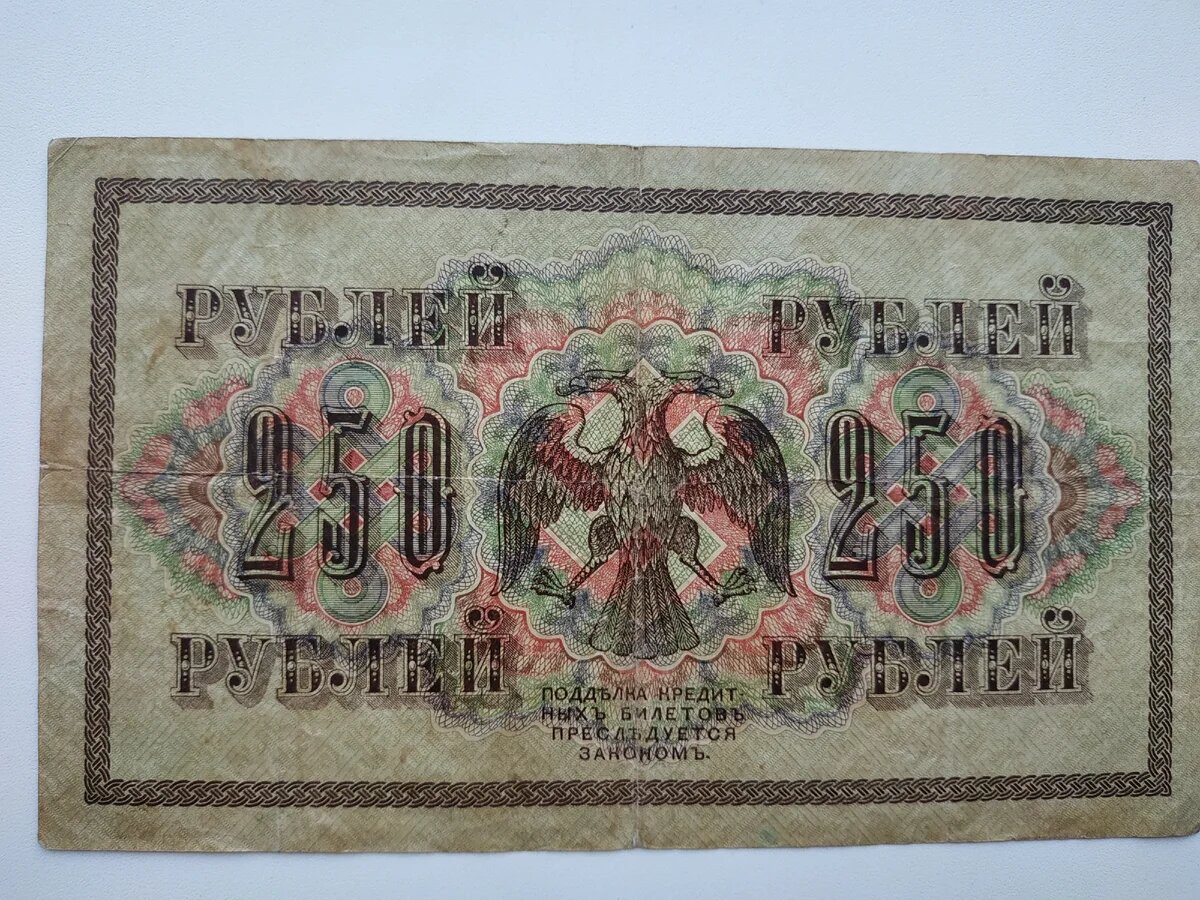 РУБЛЕЙ РУБЛЕЙ
250 250
РУБЛЕЙ РУБЛЕЙ
ПОДДѢЛКА КРЕДИТ-
НЫХЪ БИЛЕТОВЪ
ПРЕСЛѢДУЕТСЯ
ЗАКОНОМЪ.